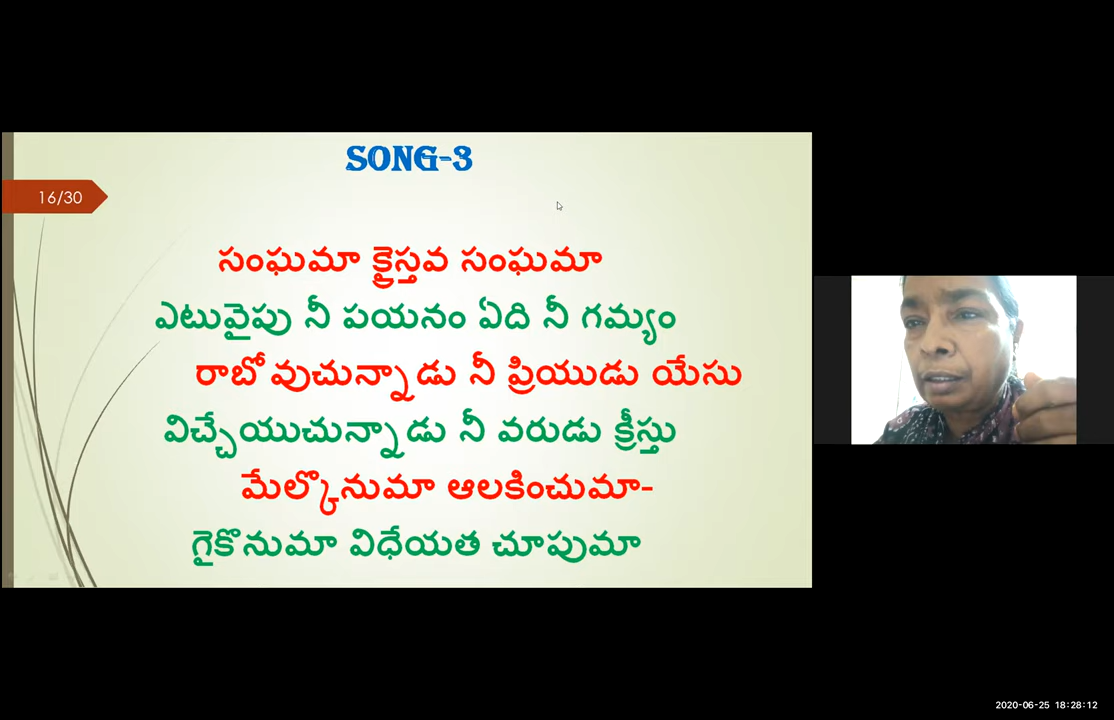 SONG-3
16/30
సంఘమా క్రైస్తవ సంఘమా
ఎటువైపు నీ పయనం ఏది నీ గమ్యం
రాబోవుచున్నాడు నీ ప్రియుడు యేసు
విచ్చేయుచున్నాడు నీ వరుడు క్రీస్తు
మేల్కొనుమా ఆలకించుమా-
గైకొనుమా విధేయత చూపుమా
2020-06-25 18:28:12